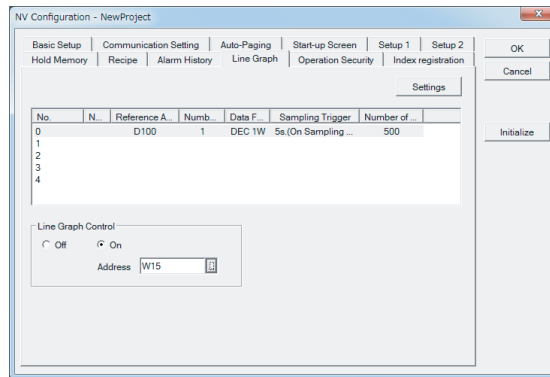 NV Configuration - NewProject
Basic Setup Communication Setting Auto-Paging Start-up Screen Setup 1 Setup 2
Hold Memory Recipe Alarm History Line Graph Operation Security Index registration
OK
Cancel
Initialize
Settings
No. N... Reference A... Numb... Data F... Sampling Trigger Number of ...
0 D100 1 DEC 1W 5s.(On Sampling ... 500
1
2
3
4
Line Graph Control
Off On
Address W15